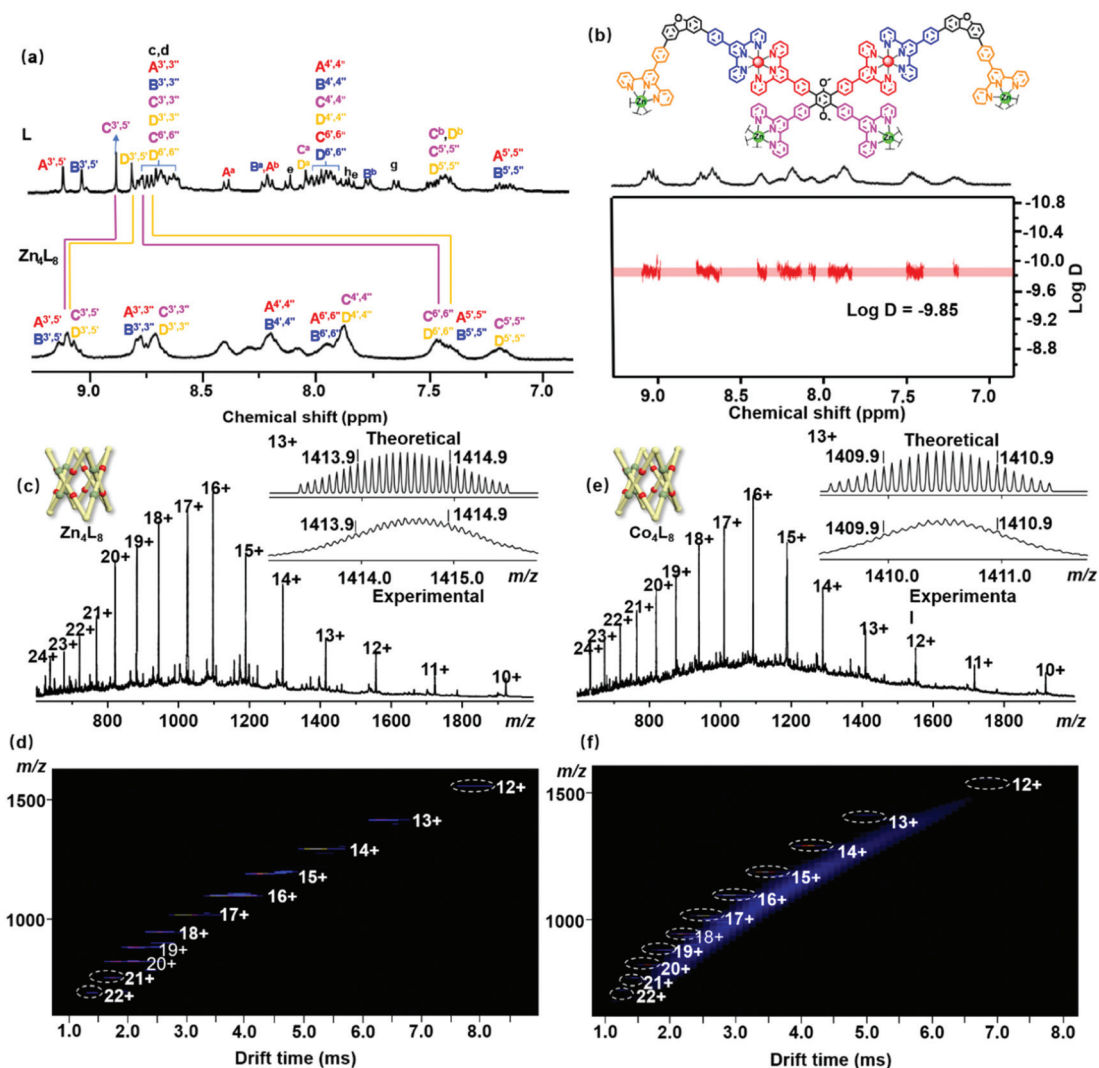 (a)
c,d
A3',3"
B3',3"
C3',3"
D3',3"
C6',6"
D6',6"
A4',4"
B4',4"
C4',4"
D4',4"
C6',6"
D6',6"
L
C3',5'
A3',5'
B3',5'
D3',5'
Aa
Ba,Ab
e
Ca
Da
h
e
Bb
g
Cb,Db
C5',5"
D5',5"
A5',5"
B5',5"
Zn4L8
A3',5'
B3',5'
C3',5'
D3',5'
A3',3"
B3',3"
C3',3"
D3',3"
A4',4"
B4',4"
A6',6"
B6',6"
C4',4"
D4',4"
C6',6"
D6',6"
A5',5"
B5',5"
C5',5"
D5',5"
9.0 8.5 8.0 7.5 7.0
Chemical shift (ppm)
(b)
Zn Zn Zn Zn
-10.8
-10.4
-10.0
-9.6
-9.2
-8.8
Log D
Log D = -9.85
9.0 8.5 8.0 7.5 7.0
Chemical shift (ppm)
(c)
Zn4L8
13+
Theoretical
1413.9 1414.9
1413.9 1414.9
1414.0 1415.0 m/z
Experimental
24+ 23+ 22+ 21+ 20+ 19+ 18+ 17+ 16+ 15+ 14+ 13+ 12+ 11+ 10+
800 1000 1200 1400 1600 1800 m/z
(e)
Co4L8
13+
Theoretical
1409.9 1410.9
1409.9 1410.9
1410.0 1411.0 m/z
Experimenta
l
24+ 23+ 22+ 21+ 20+ 19+ 18+ 17+ 16+ 15+ 14+ 13+ 12+ 11+ 10+
800 1000 1200 1400 1600 1800 m/z
(d)
m/z
1500
1000
12+
13+
14+
15+
16+
17+
18+
19+
20+
21+
22+
1.0 2.0 3.0 4.0 5.0 6.0 7.0 8.0
Drift time (ms)
(f)
m/z
1500
1000
12+
13+
14+
15+
16+
17+
18+
19+
20+
21+
22+
1.0 2.0 3.0 4.0 5.0 6.0 7.0 8.0
Drift time (ms)